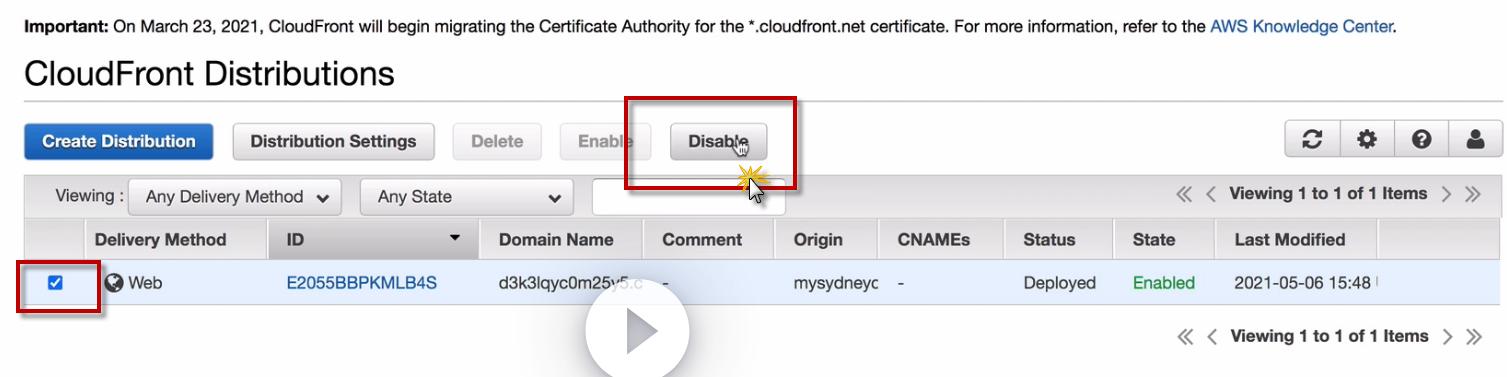 Important: On March 23, 2021, CloudFront will begin migrating the Certificate Authority for the *.cloudfront.net certificate. For more information, refer to the AWS Knowledge Center.
CloudFront Distributions
Create Distribution Distribution Settings Delete Enable Disable
Viewing : Any Delivery Method Any State Viewing 1 to 1 of 1 Items
Delivery Method ID Domain Name Comment Origin CNAMEs Status State Last Modified
Web E2055BBPKMLB4S d3k3lqyc0m25y5.c - mysydneyc - Deployed Enabled 2021-05-06 15:48
Viewing 1 to 1 of 1 Items